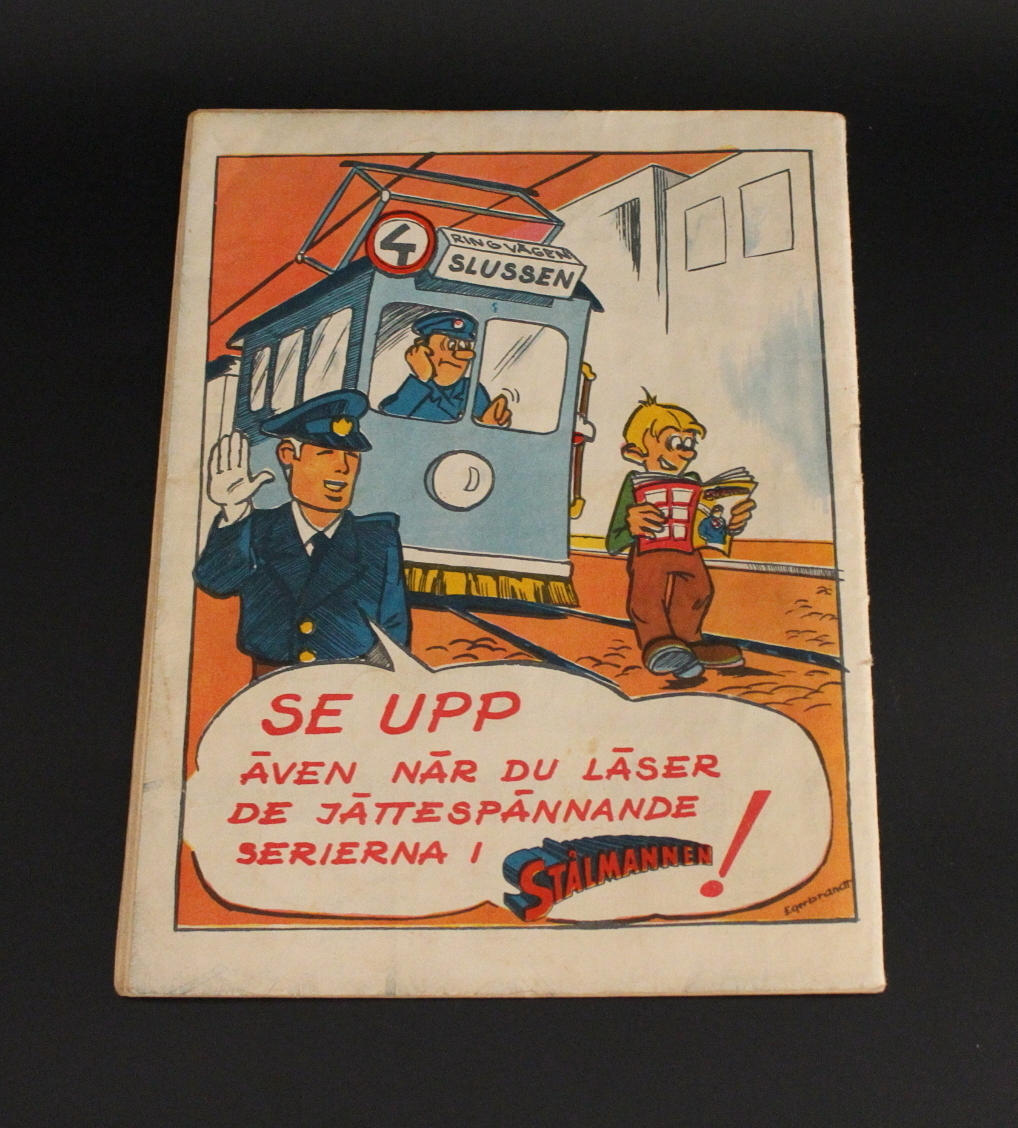 4
RINGVÄGEN
SLUSSEN
SE UPP
ÄVEN NÄR DU LÄSER
DE JÄTTESPÄNNANDE
SERIERNA I STÅLMANNEN!
Egerbrandt